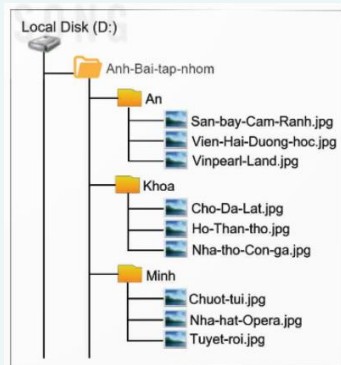 SONG
Local Disk (D:)
Anh-Bai-tap-nhom
An
San-bay-Cam-Ranh.jpg
Vien-Hai-Duong-hoc.jpg
Vinpearl-Land.jpg
Khoa
Cho-Da-Lat.jpg
Ho-Than-tho.jpg
Nha-tho-Con-ga.jpg
Minh
Chuot-tui.jpg
Nha-hat-Opera.jpg
Tuyet-roi.jpg